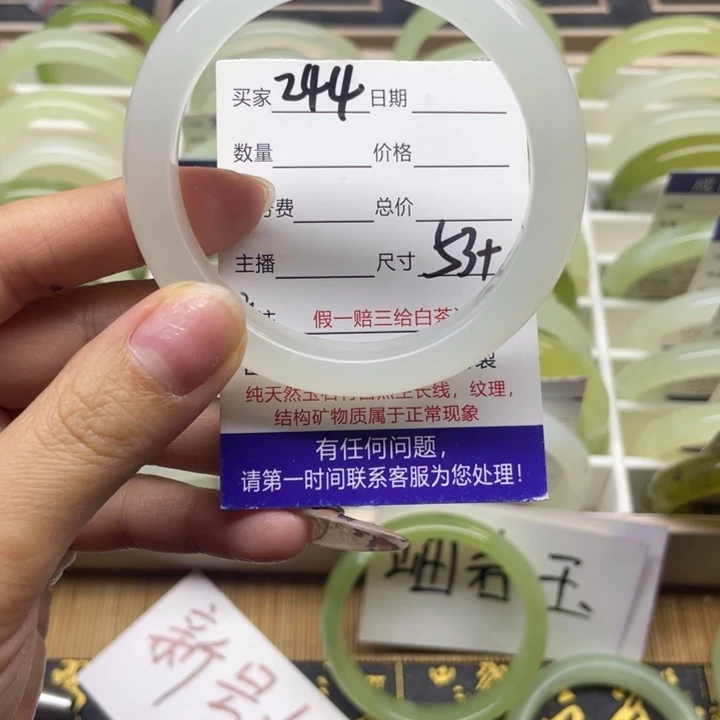 买家 244 日期
数量 价格
费 总价
主播 尺寸 53+
假一赔三给白茶
纯天然玉石有自然生长线,纹理,
结构矿物质属于正常现象
有任何问题,
请第一时间联系客服为您处理!
岫岩玉
新品